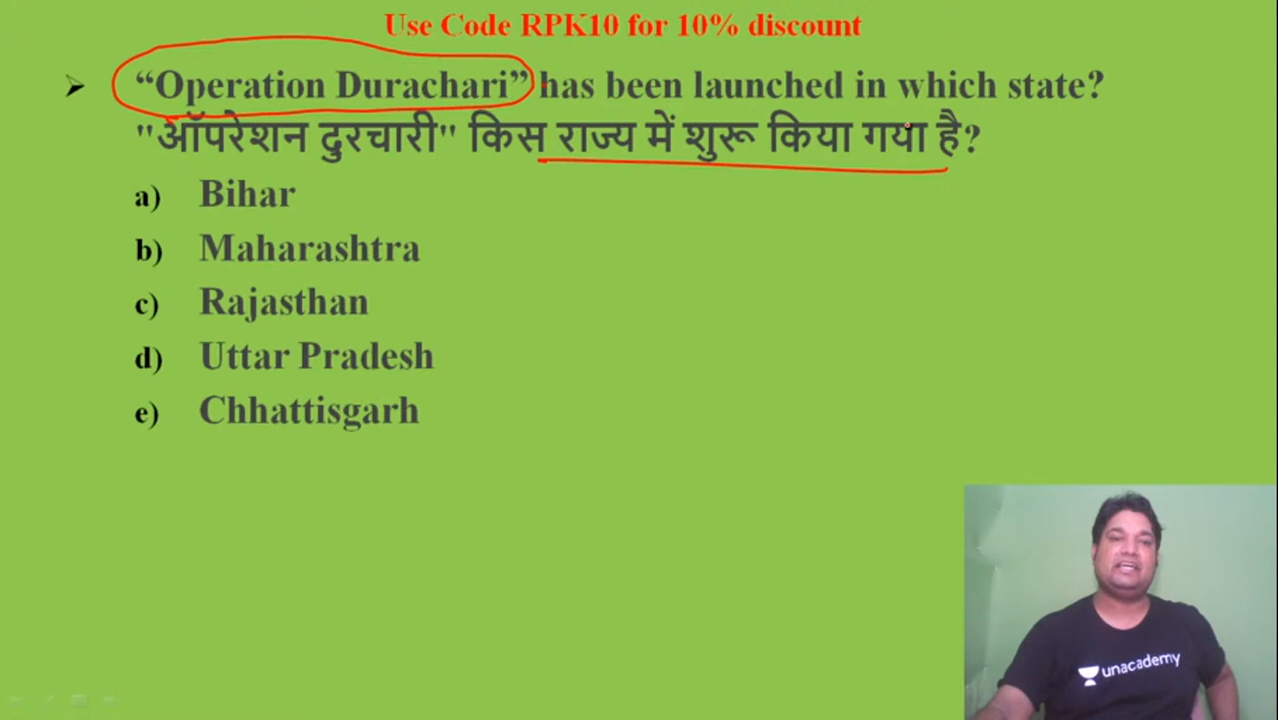 Use Code RPK10 for 10% discount
➢ “Operation Durachari” has been launched in which state?
"ऑपरेशन दुरचारी" किस राज्य में शुरू किया गया है?
a) Bihar
b) Maharashtra
c) Rajasthan
d) Uttar Pradesh
e) Chhattisgarh
unacademy